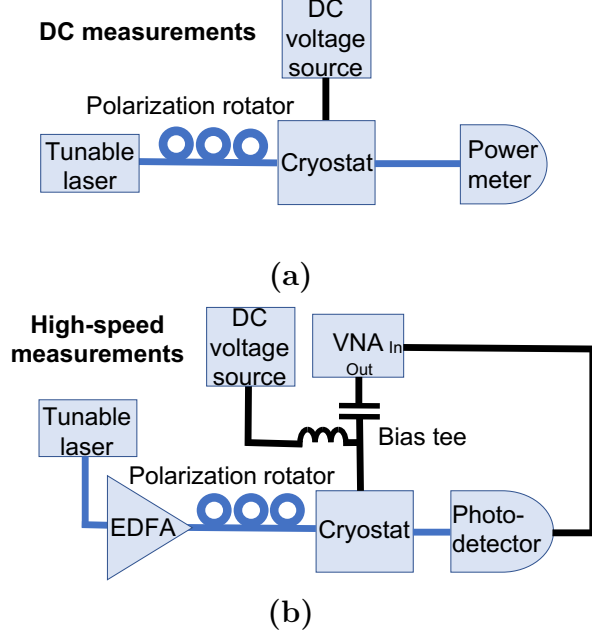 DC measurements
DC
voltage
source
Polarization rotator
Tunable
laser
Cryostat
Power
meter
(a)
High-speed
measurements
DC
voltage
source
VNA In
Out
Bias tee
Tunable
laser
Polarization rotator
EDFA
Cryostat
Photo-
detector
(b)